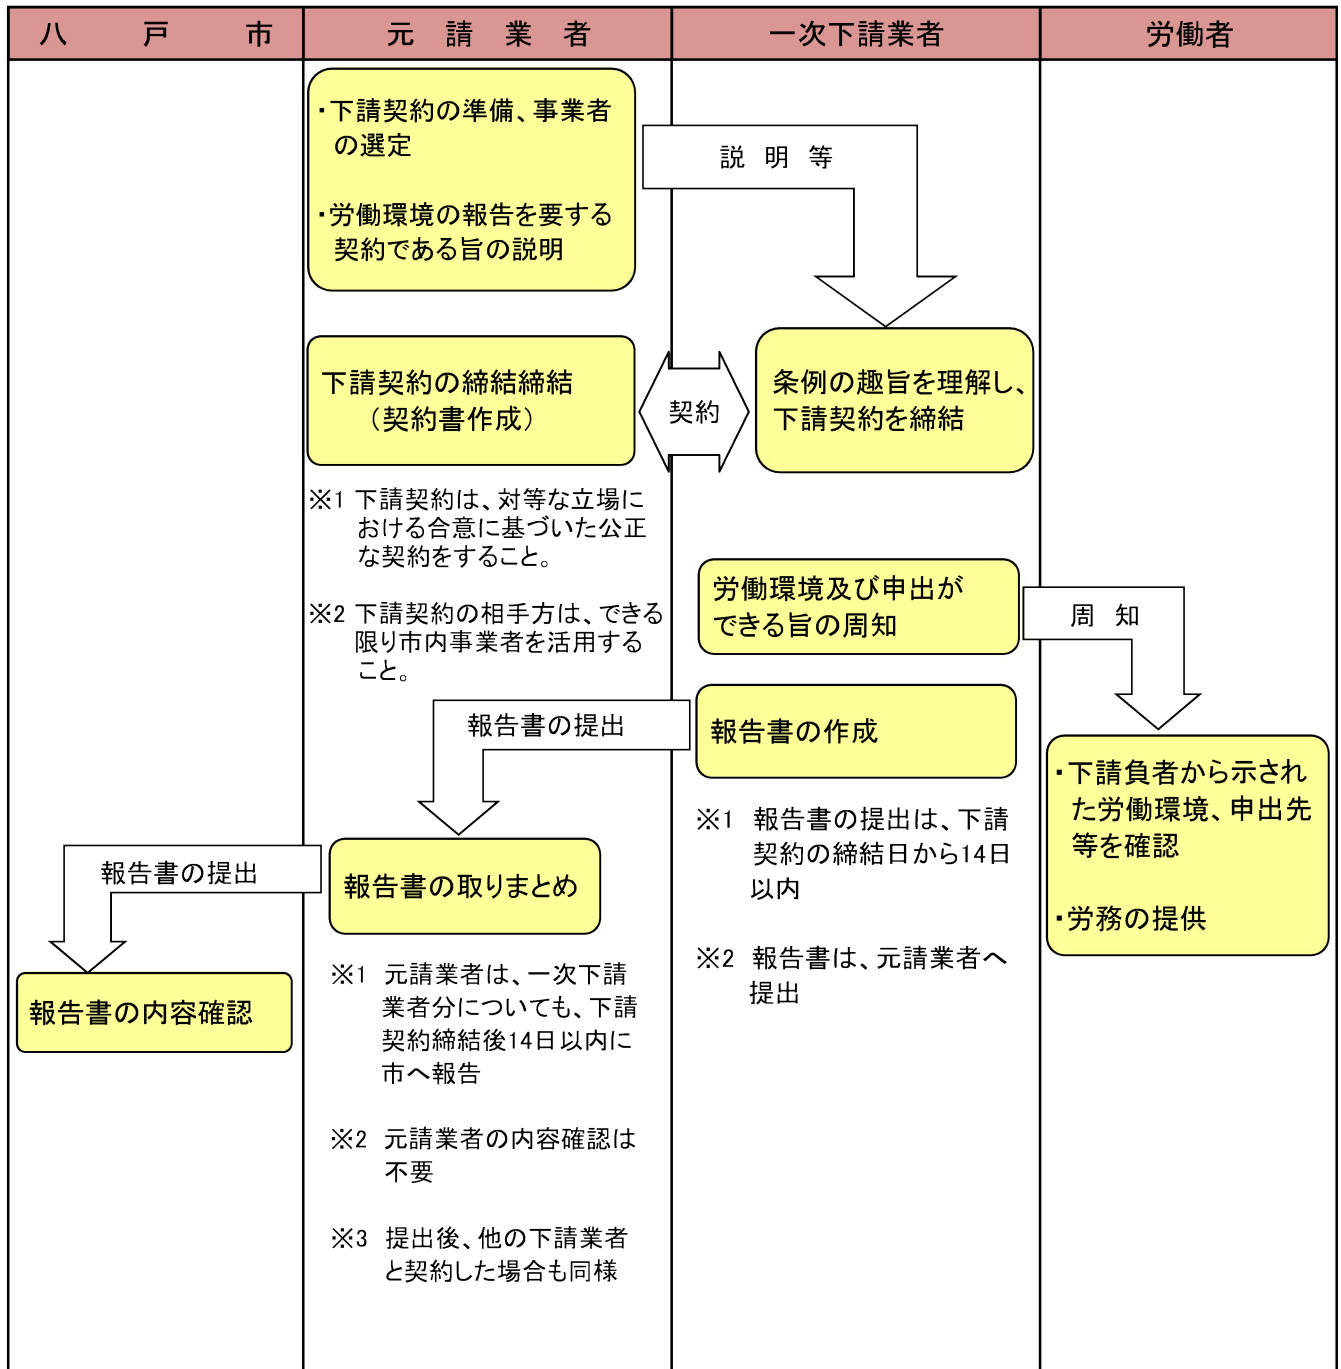 八戸市
元請業者
一次下請業者
労働者
・下請契約の準備、事業者
の選定
・労働環境の報告を要する
契約である旨の説明
説明等
下請契約の締結締結
（契約書作成）
契約
条例の趣旨を理解し、
下請契約を締結
※1 下請契約は、対等な立場に
おける合意に基づいた公正
な契約をすること。
※2 下請契約の相手方は、できる
限り市内事業者を活用する
こと。
労働環境及び申出が
できる旨の周知
周知
報告書の作成
報告書の提出
※1 報告書の提出は、下請
契約の締結日から14日
以内
※2 報告書は、元請業者へ
提出
・下請負者から示され
た労働環境、申出先
等を確認
・労務の提供
報告書の取りまとめ
報告書の提出
※1 元請業者は、一次下請
業者分についても、下請
契約締結後14日以内に
市へ報告
※2 元請業者の内容確認は
不要
※3 提出後、他の下請業者
と契約した場合も同様
報告書の内容確認